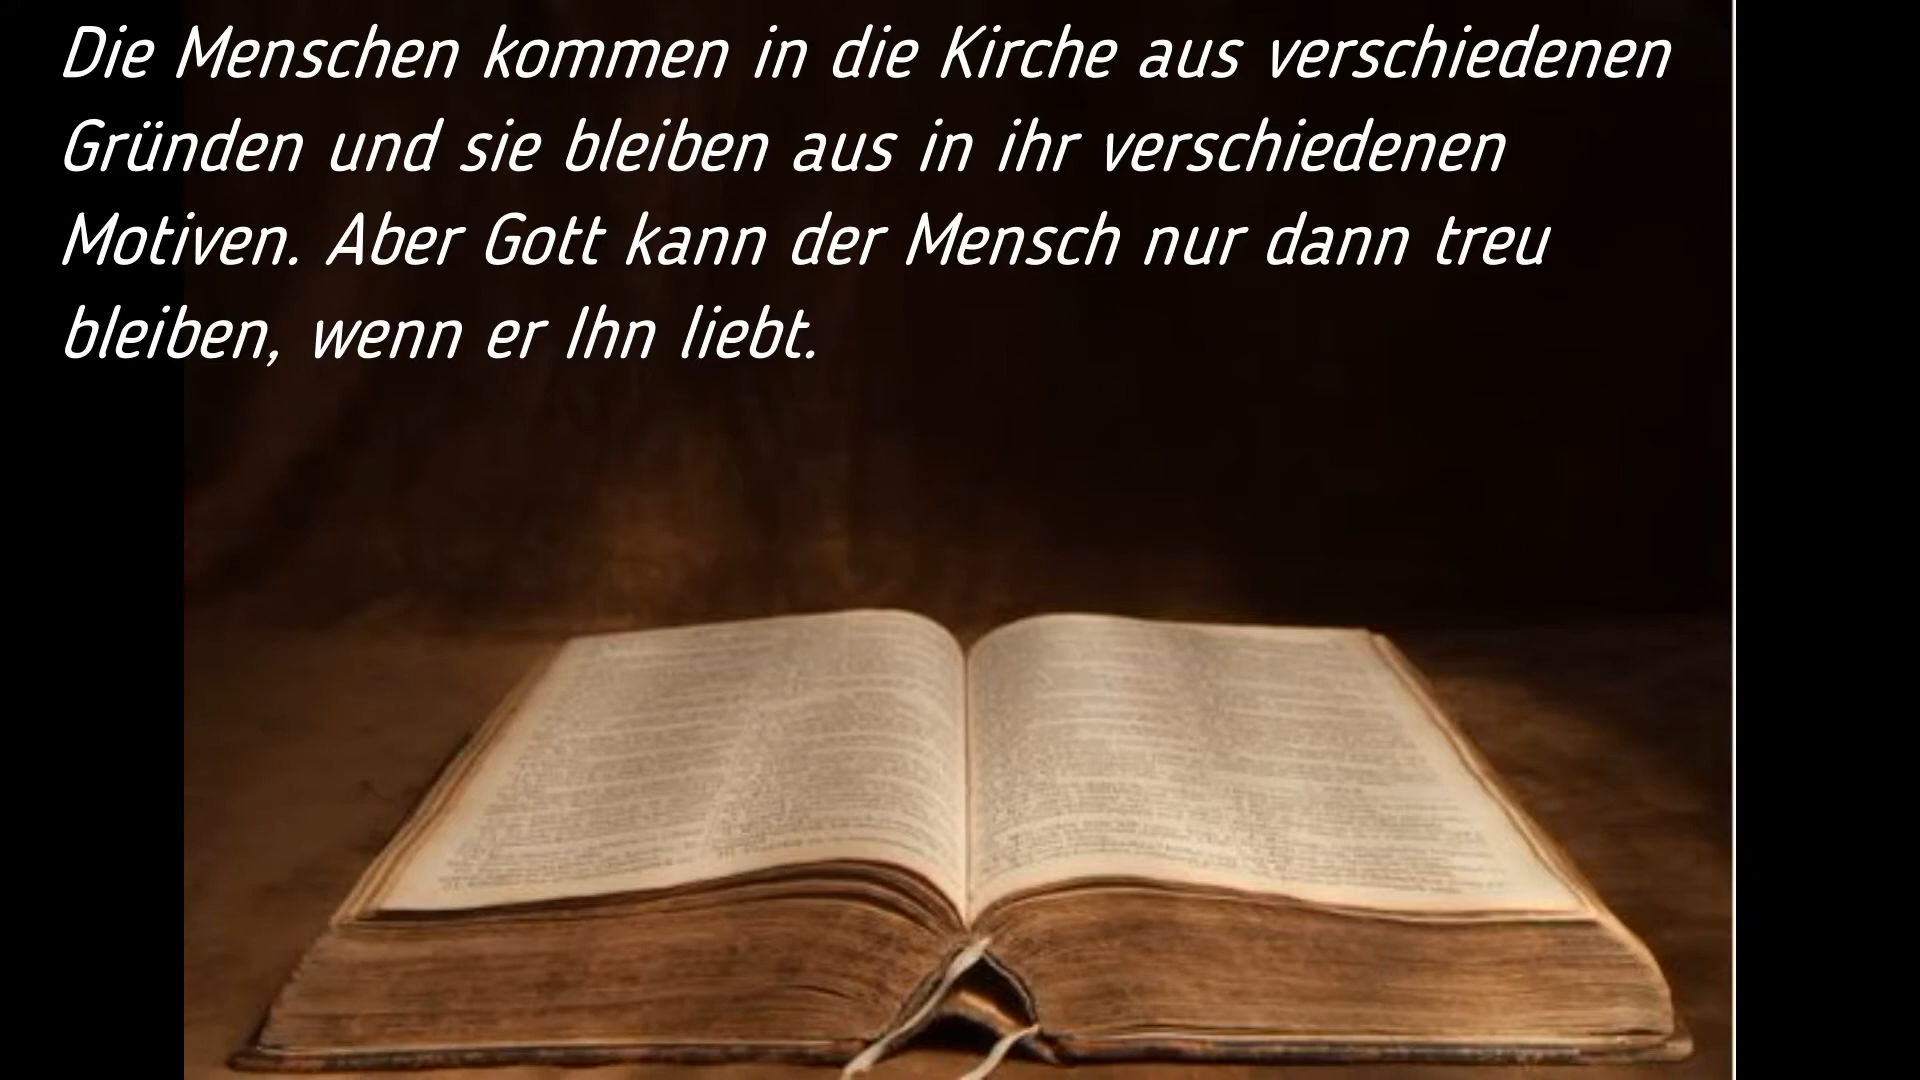 Die Menschen kommen in die Kirche aus verschiedenen
Gründen und sie bleiben aus in ihr verschiedenen
Motiven. Aber Gott kann der Mensch nur dann treu
bleiben, wenn er Ihn liebt.